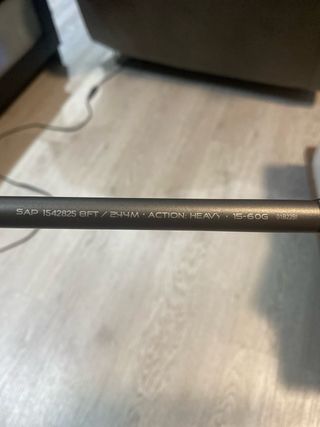 SAP 1542825 8FT / 2.44M • ACTION: HEAVY • 15-60G